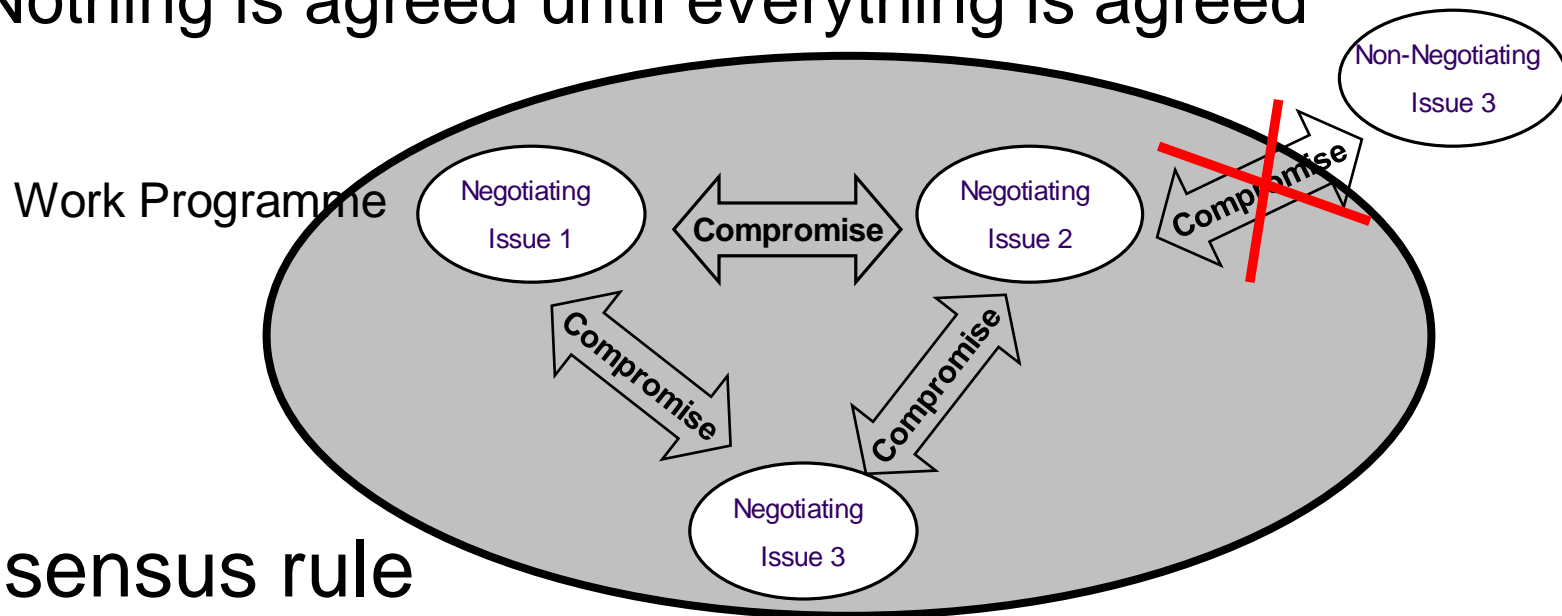 Nothing is agreed until everything is agreed
Non-Negotiating
Issue 3
Work Programme
Negotiating
Issue 1
Compromise
Negotiating
Issue 2
Compromise
Compromise
Compromise
Negotiating
Issue 3
sensus rule